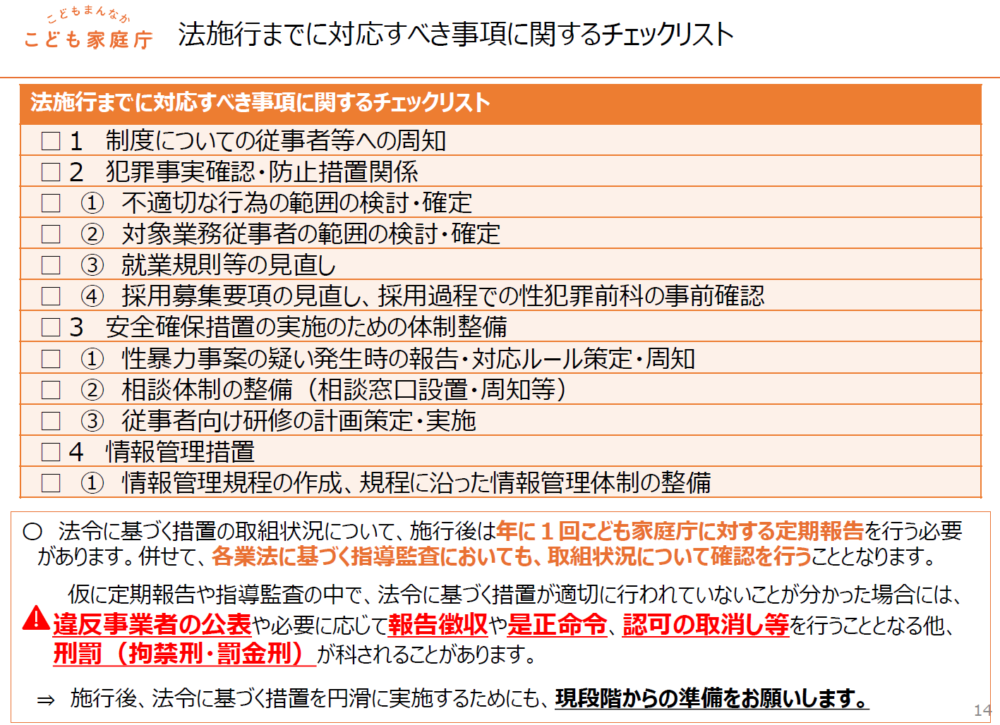 こどもまんなか
こども家庭庁
法施行までに対応すべき事項に関するチェックリスト
法施行までに対応すべき事項に関するチェックリスト
□ 1 制度についての従事者等への周知
□ 2 犯罪事実確認・防止措置関係
□ ① 不適切な行為の範囲の検討・確定
□ ② 対象業務従事者の範囲の検討・確定
□ ③ 就業規則等の見直し
□ ④ 採用募集要項の見直し、採用過程での性犯罪前科の事前確認
□ 3 安全確保措置の実施のための体制整備
□ ① 性暴力事案の疑い発生時の報告・対応ルール策定・周知
□ ② 相談体制の整備（相談窓口設置・周知等）
□ ③ 従事者向け研修の計画策定・実施
□ 4 情報管理措置
□ ① 情報管理規程の作成、規程に沿った情報管理体制の整備
○ 法令に基づく措置の取組状況について、施行後は年に１回こども家庭庁に対する定期報告を行う必要
があります。併せて、各業法に基づく指導監査においても、取組状況について確認を行うこととなります。
仮に定期報告や指導監査の中で、法令に基づく措置が適切に行われていないことが分かった場合には、
違反事業者の公表や必要に応じて報告徴収や是正命令、認可の取消し等を行うこととなる他、
刑罰（拘禁刑・罰金刑）が科されることがあります。
⇒ 施行後、法令に基づく措置を円滑に実施するためにも、現段階からの準備をお願いします。
14